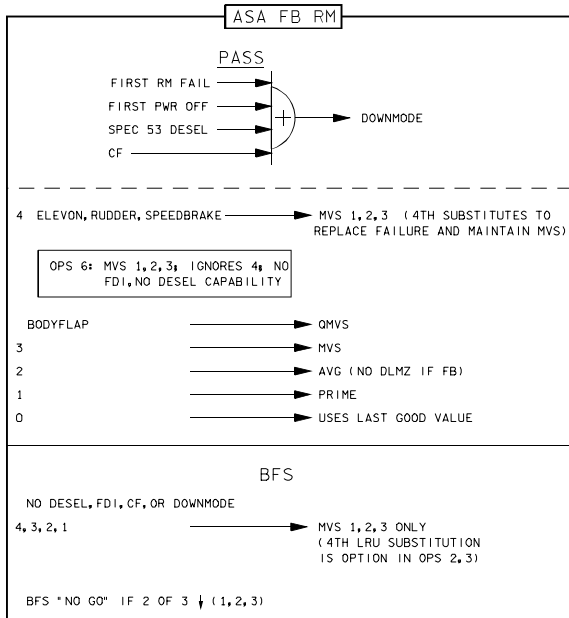 ASA FB RM
PASS
FIRST RM FAIL
FIRST PWR OFF
SPEC 53 DESEL
CF
+
DOWNMODE
4 ELEVON, RUDDER, SPEEDBRAKE MVS 1,2,3 (4TH SUBSTITUTES TO
REPLACE FAILURE AND MAINTAIN MVS)
OPS 6: MVS 1,2,3; IGNORES 4; NO
FDI, NO DESEL CAPABILITY
BODYFLAP QMVS
3 MVS
2 AVG (NO DLMZ IF FB)
1 PRIME
0 USES LAST GOOD VALUE
BFS
NO DESEL, FDI, CF, OR DOWNMODE
4, 3, 2, 1 MVS 1,2,3 ONLY
(4TH LRU SUBSTITUTION
IS OPTION IN OPS 2,3)
BFS "NO GO" IF 2 OF 3 ↓ (1,2,3)